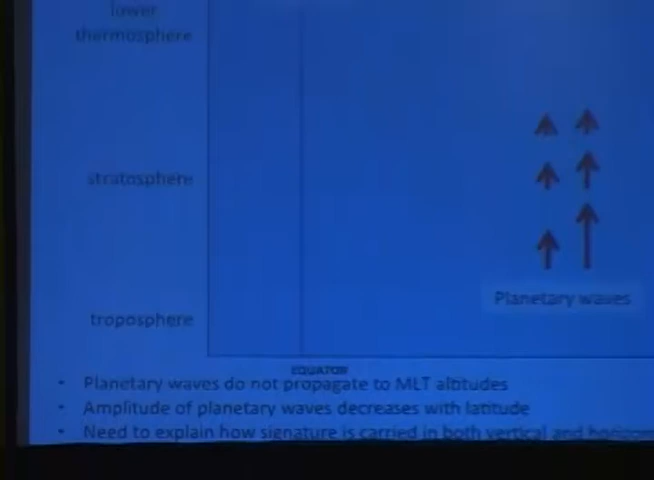 lower
thermosphere
stratosphere
Planetary waves
troposphere
EQUATOR
• Planetary waves do not propagate to MLT altitudes
• Amplitude of planetary waves decreases with latitude
• Need to explain how signature is carried in both vertical and